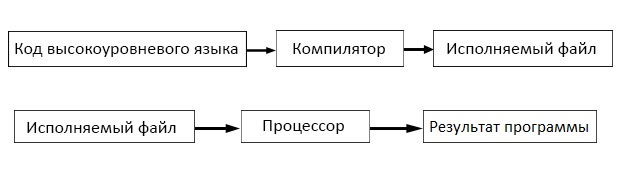 Код высокоуровневого языка
Компилятор
Исполняемый файл
Исполняемый файл
Процессор
Результат программы